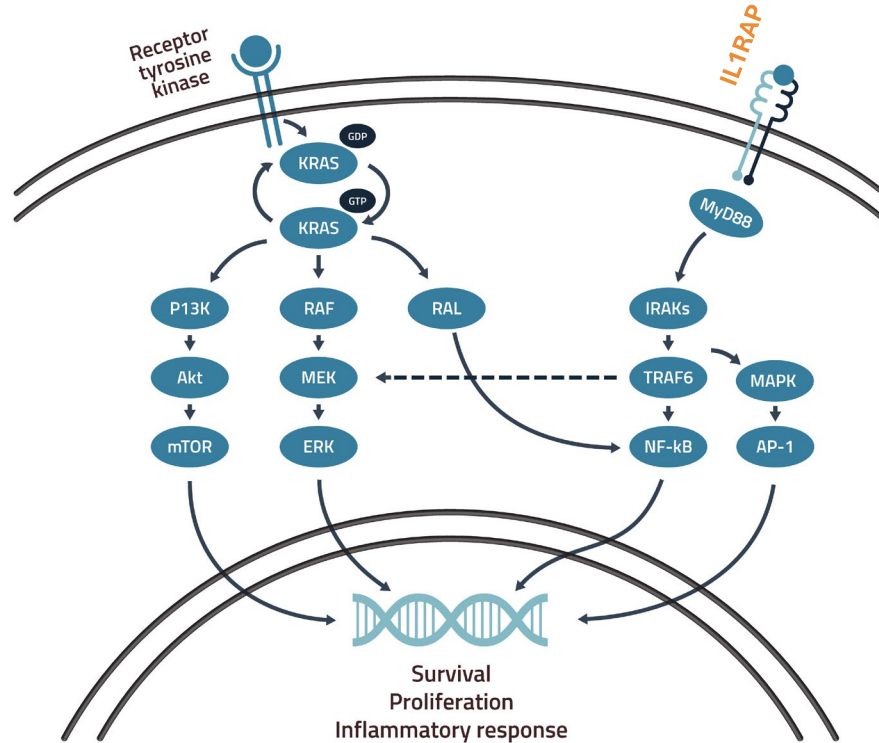 Receptor
tyrosine
kinase
IL1RAP
GDP
KRAS
GTP
KRAS
MyD88
P13K
RAF
RAL
IRAKs
Akt
MEK
TRAF6
MAPK
mTOR
ERK
NF-kB
AP-1
Survival
Proliferation
Inflammatory response